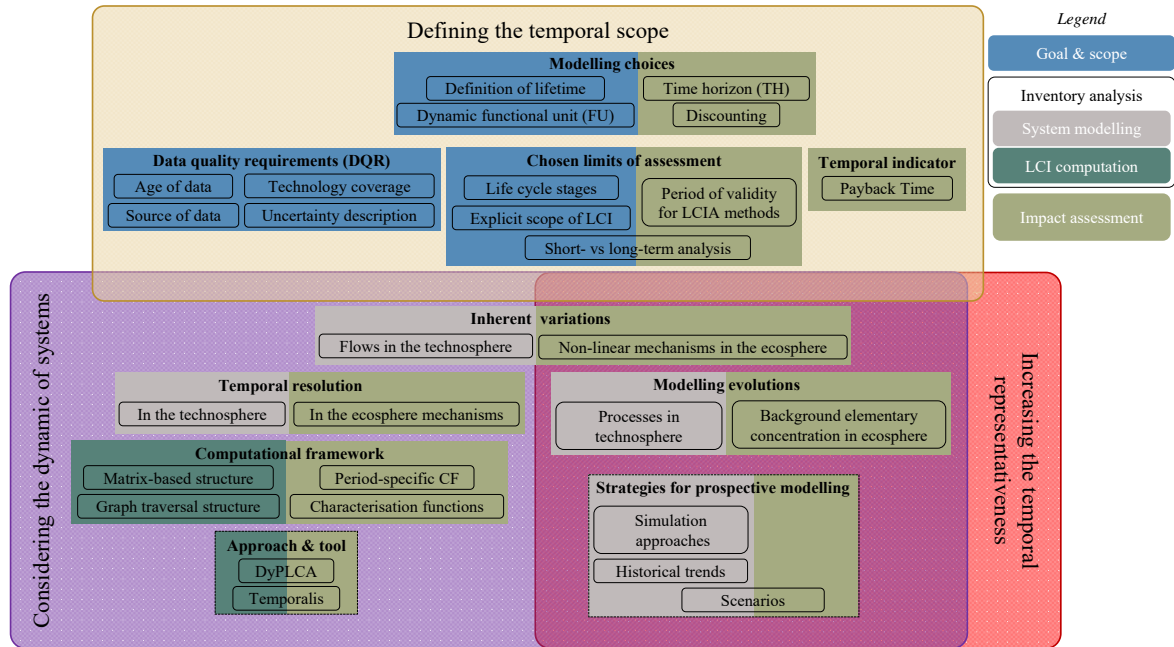 Defining the temporal scope
Modelling choices
Definition of lifetime
Time horizon (TH)
Dynamic functional unit (FU)
Discounting
Data quality requirements (DQR)
Age of data
Technology coverage
Source of data
Uncertainty description
Chosen limits of assessment
Life cycle stages
Explicit scope of LCI
Period of validity
for LCIA methods
Short- vs long-term analysis
Temporal indicator
Payback Time
Legend
Goal & scope
Inventory analysis
System modelling
LCI computation
Impact assessment
Considering the dynamic of systems
Inherent variations
Flows in the technosphere
Non-linear mechanisms in the ecosphere
Temporal resolution
In the technosphere
In the ecosphere mechanisms
Computational framework
Matrix-based structure
Period-specific CF
Graph traversal structure
Characterisation functions
Approach & tool
DyPLCA
Temporalis
Modelling evolutions
Processes in
technosphere
Background elementary
concentration in ecosphere
Strategies for prospective modelling
Simulation
approaches
Historical trends
Scenarios
Increasing the temporal
representativeness